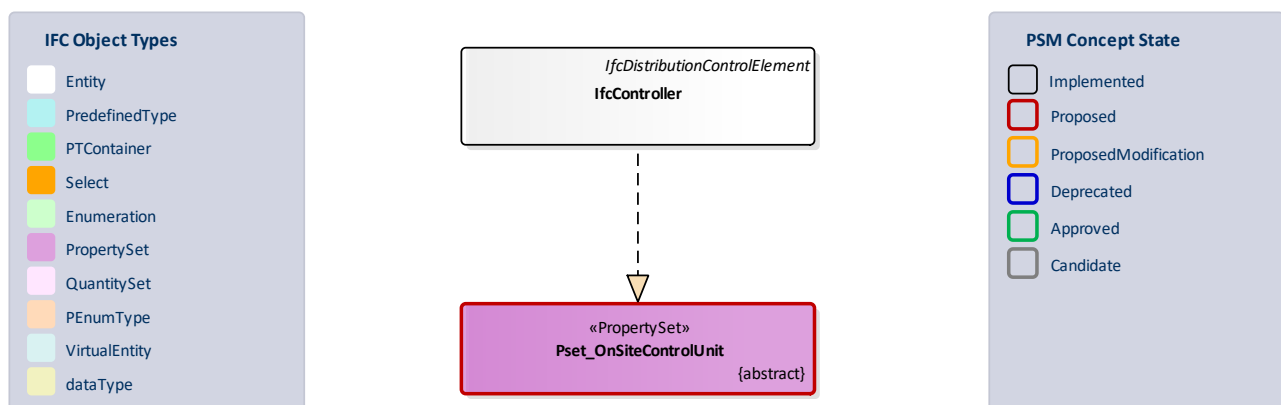 IFC Object Types
Entity
PredefinedType
PTContainer
Select
Enumeration
PropertySet
QuantitySet
PEnumType
VirtualEntity
dataType
IfcDistributionControlElement
IfcController
«PropertySet»
Pset_OnSiteControlUnit
{abstract}
PSM Concept State
Implemented
Proposed
ProposedModification
Deprecated
Approved
Candidate